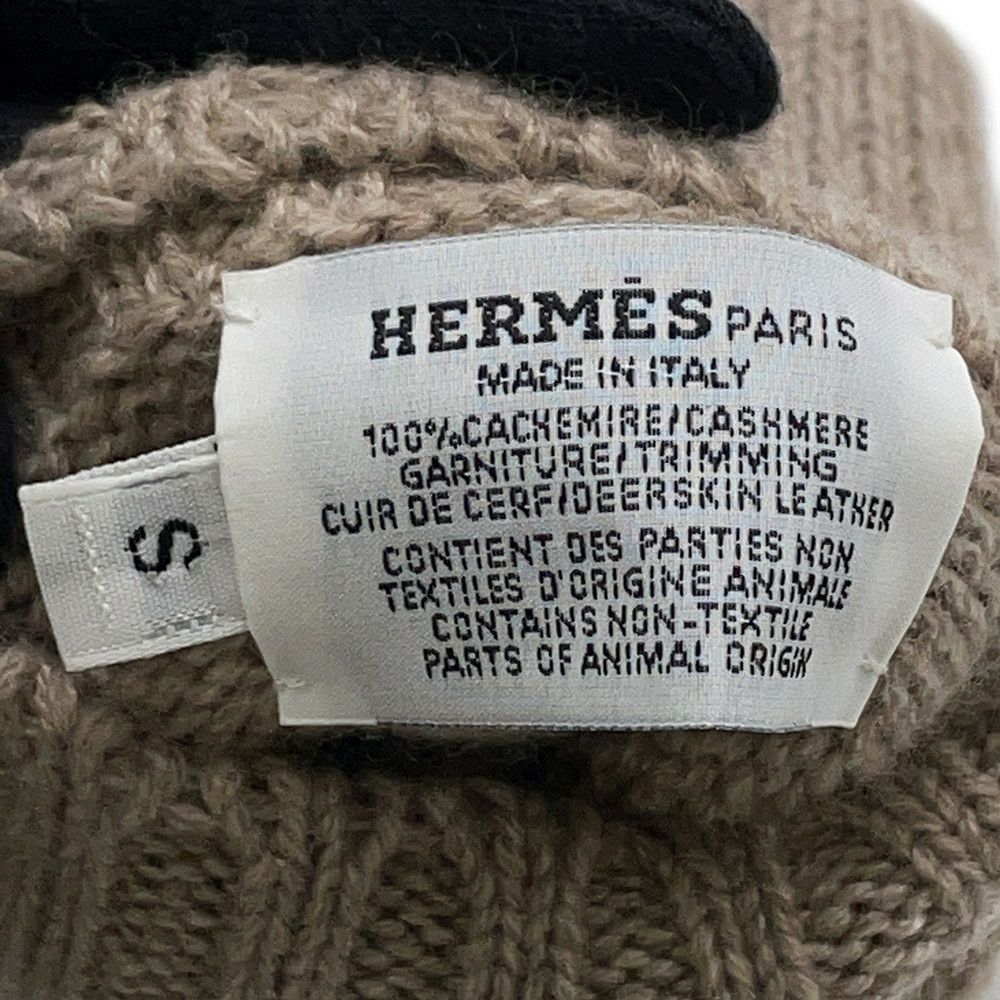 HERMÈS PARIS
MADE IN ITALY
100%CACHEMIRE/CASHMERE
GARNITURE/TRIMMING
CUIR DE CERF/DEERSKIN LEATHER
CONTIENT DES PARTIES NON
TEXTILES D'ORIGINE ANIMALE
CONTAINS NON-TEXTILE
PARTS OF ANIMAL ORIGIN
S